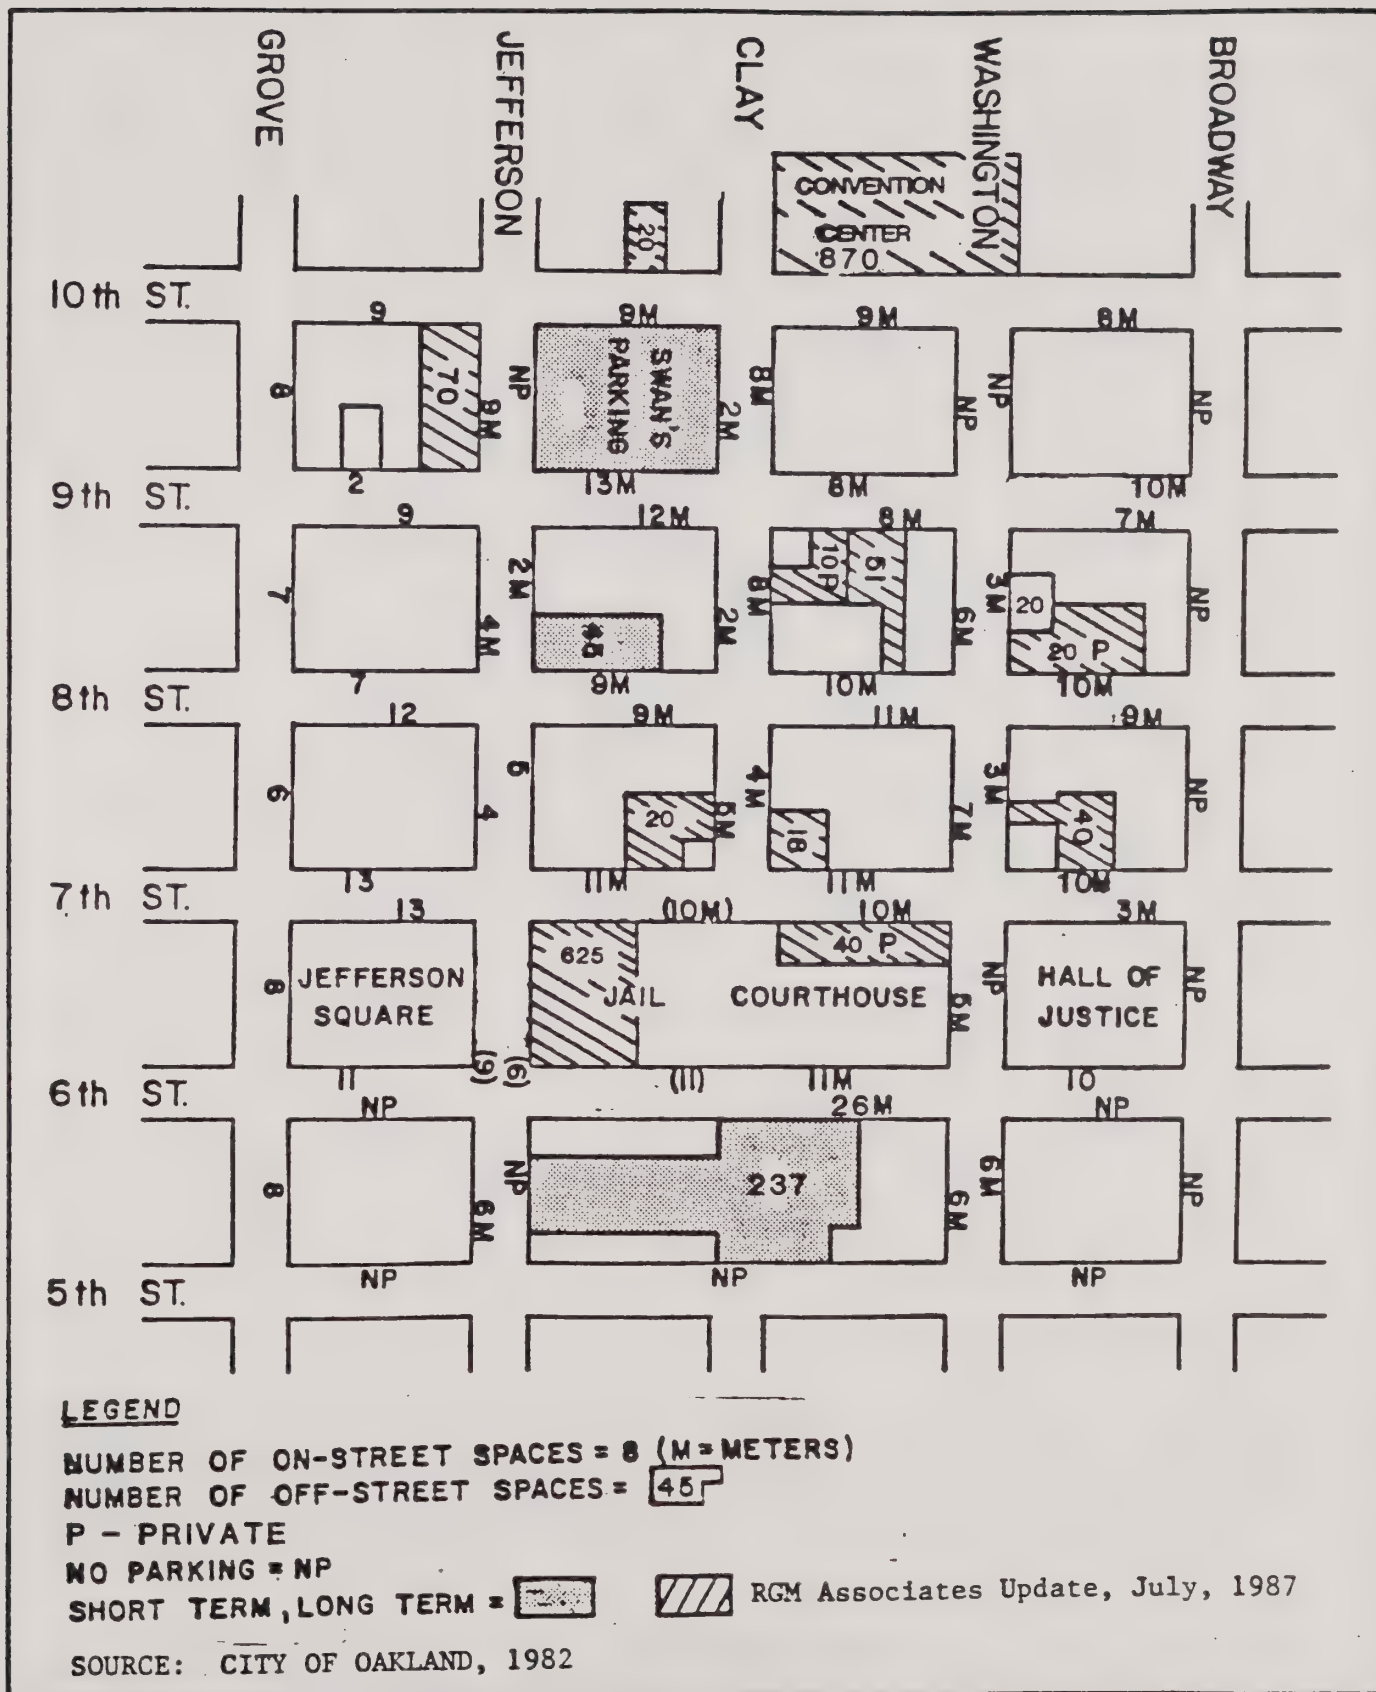 GROVE
JEFFERSON
CLAY
WASHINGTON
BROADWAY
CONVENTION
CENTER
870
20
10th ST.
9 8M 9M 8M
8 70 9M NP SWAN'S PARKING 2M 8M NP NP NP
2 13M 8M 10M
9th ST.
9 12M 8M 7M
7 4M 2M 45 2M 8M 10P 51 6M 3M 20 20 P NP
7 9M 10M 10M
8th ST.
12 9M 11M 9M
6 4 5 20 5M 4M 18 7M 3M 40 NP
13 11M 11M 10M
7th ST.
13 (10M) 10M 3M
8 JEFFERSON SQUARE (9) (6) 625 JAIL COURTHOUSE 40 P 5M NP HALL OF JUSTICE NP
11 (11) 11M 10
6th ST.
NP 26M NP
8 6M NP 237 6M 6M NP
NP NP NP
5th ST.
LEGEND
NUMBER OF ON-STREET SPACES = 8 (M = METERS)
NUMBER OF OFF-STREET SPACES = 45
P - PRIVATE
NO PARKING = NP
SHORT TERM, LONG TERM = RGM Associates Update, July, 1987
SOURCE: CITY OF OAKLAND, 1982